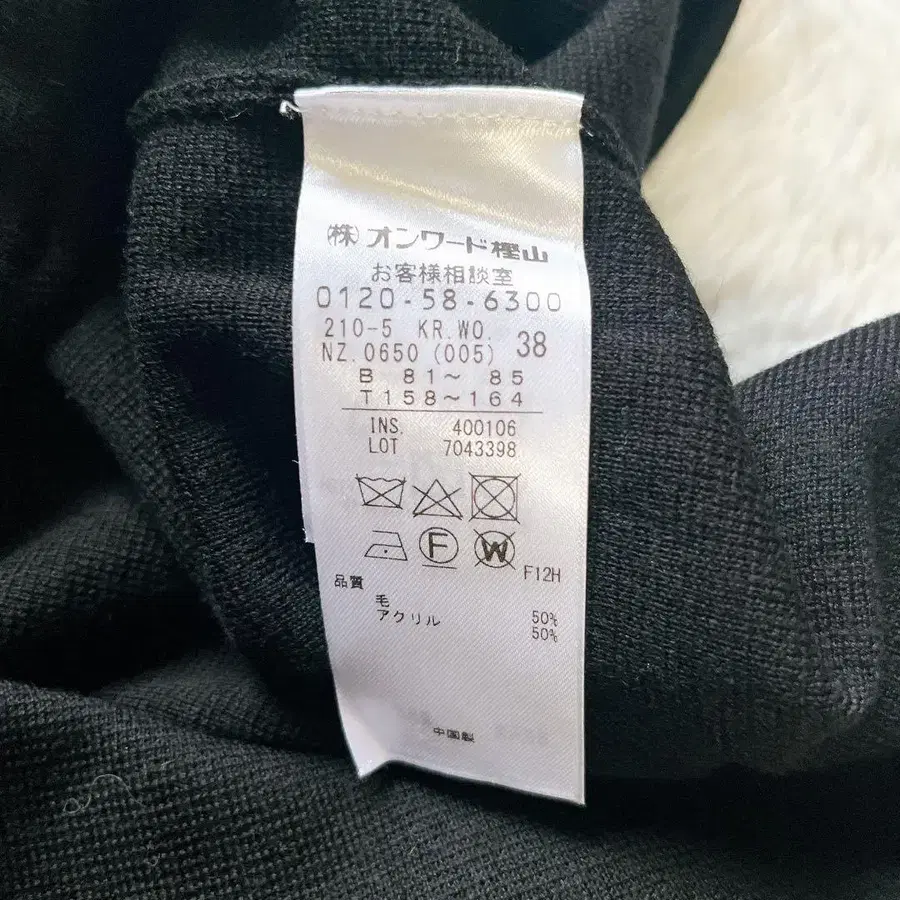 (株)オンワード樫山
お客様相談室
0120-58-6300
210-5 KR.WO. 38
NZ.0650 (005)
B 81～ 85
T158～164
INS. 400106
LOT 7043398
F
W
F12H
品質
毛 50%
アクリル 50%
中国製